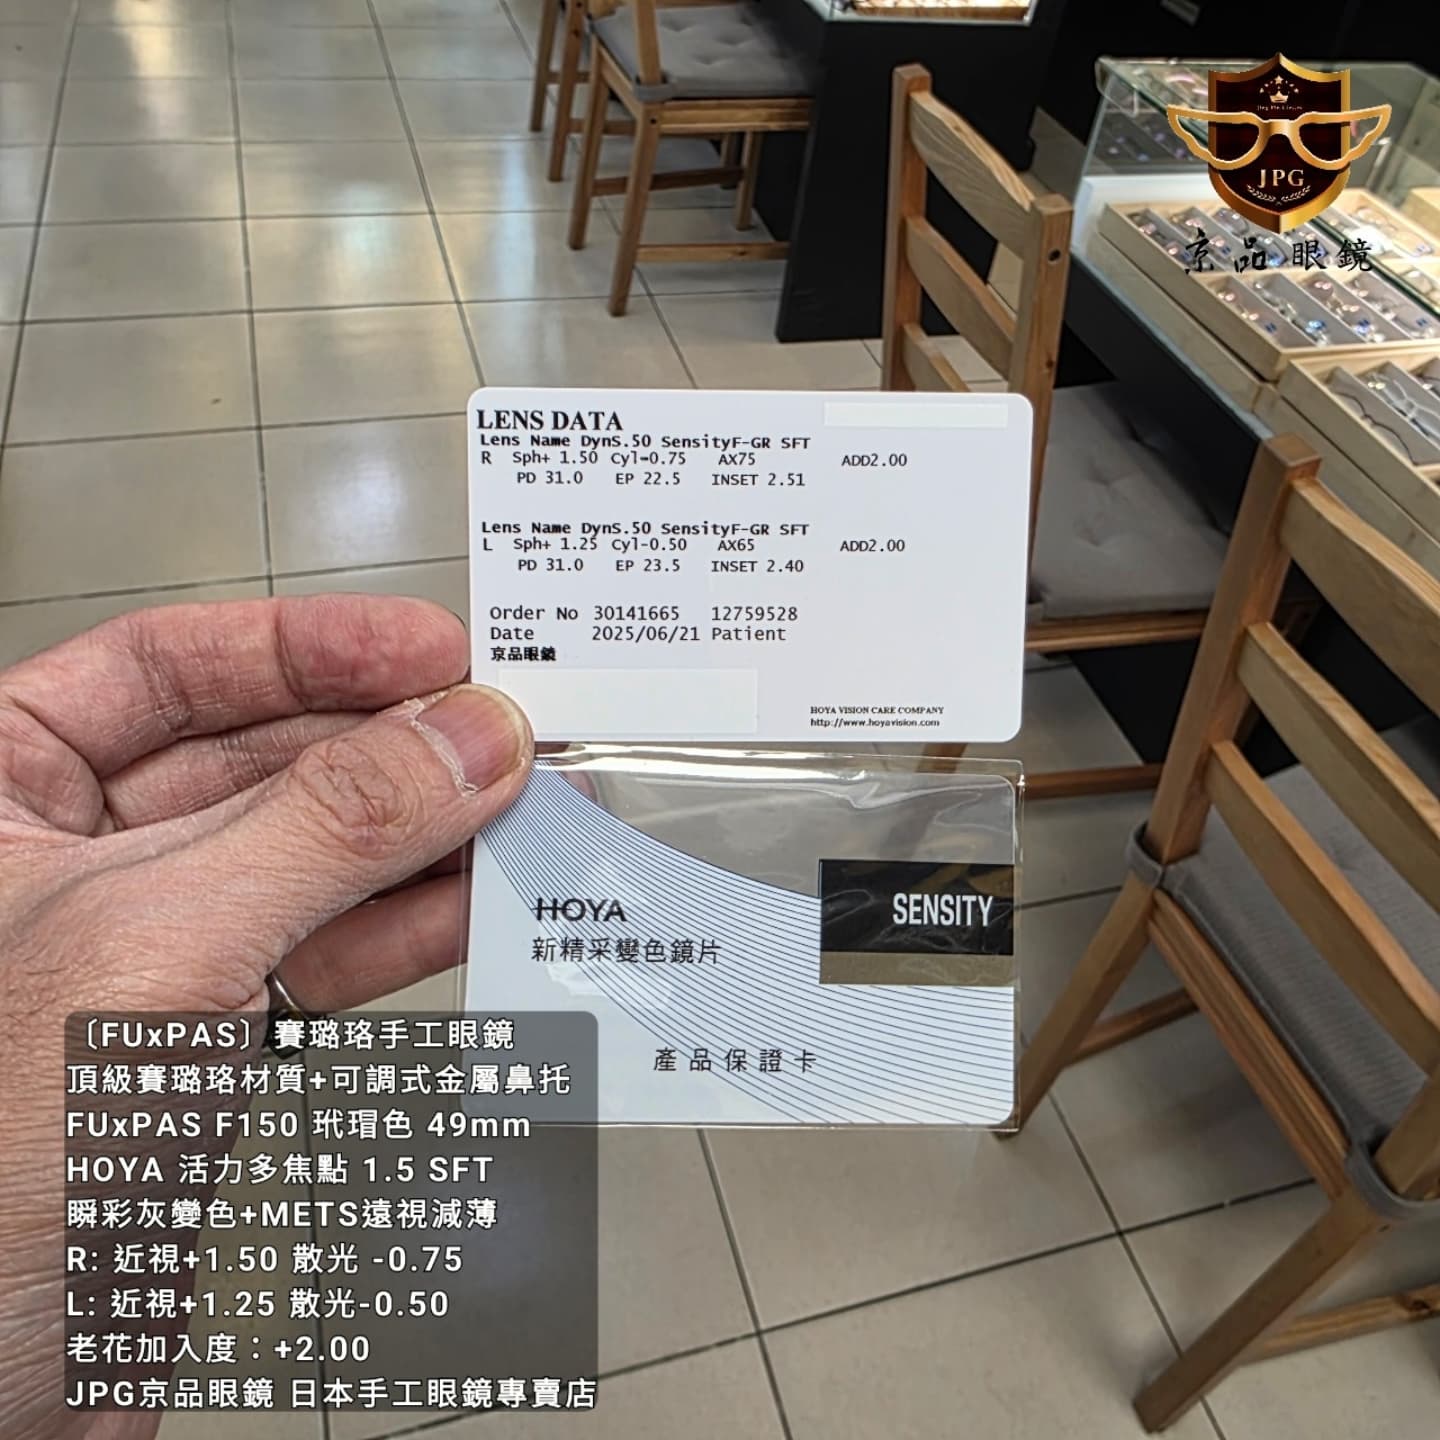 JPG
京品眼鏡
LENS DATA
Lens Name DynS.50 SensityF-GR SFT
R Sph+ 1.50 Cyl-0.75 AX75 ADD2.00
PD 31.0 EP 22.5 INSET 2.51
Lens Name DynS.50 SensityF-GR SFT
L Sph+ 1.25 Cyl-0.50 AX65 ADD2.00
PD 31.0 EP 23.5 INSET 2.40
Order No 30141665 12759528
Date 2025/06/21 Patient
京品眼鏡
HOYA VISION CARE COMPANY
http://www.hoyavision.com
SENSITY
HOYA
新精采變色鏡片
產品保證卡
〔FUxPAS〕賽璐珞手工眼鏡
頂級賽璐珞材質+可調式金屬鼻托
FUxPAS F150 玳瑁色 49mm
HOYA 活力多焦點 1.5 SFT
瞬彩灰變色+METS遠視減薄
R: 近視+1.50 散光 -0.75
L: 近視+1.25 散光-0.50
老花加入度：+2.00
JPG京品眼鏡 日本手工眼鏡專賣店